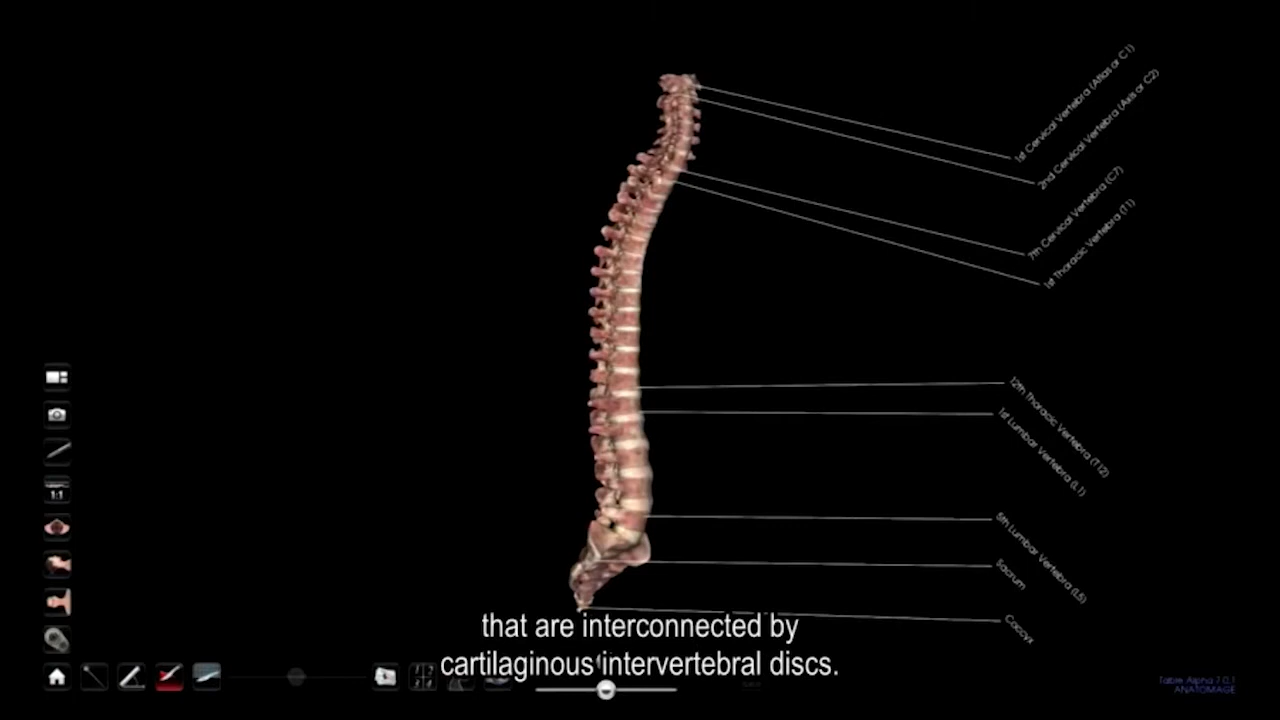 1st Cervical Vertebra (Atlas or C1)
2nd Cervical Vertebra (Axis or C2)
7th Cervical Vertebra (C7)
1st Thoracic Vertebra (T1)
12th Thoracic Vertebra (T12)
1st Lumbar Vertebra (L1)
5th Lumbar Vertebra (L5)
Sacrum
Coccyx
1:1
that are interconnected by
cartilaginous intervertebral discs.
Table Alpha 7.0.1
ANATOMAGE